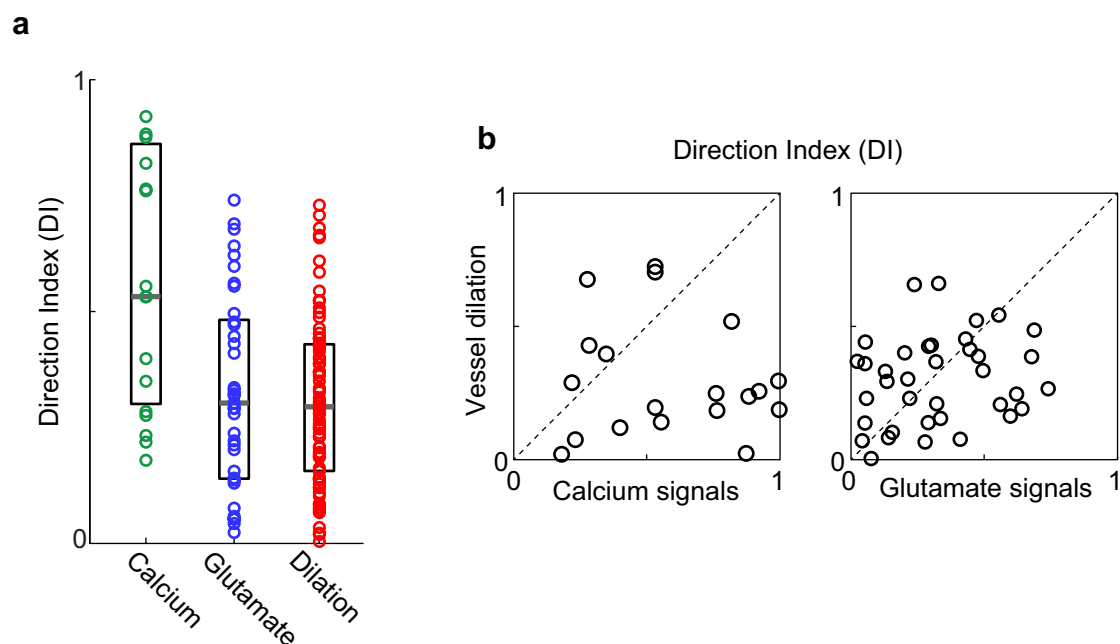 a
1
Direction Index (DI)
0
Calcium
Glutamate
Dilation
b
Direction Index (DI)
1
Vessel dilation
0
0
Calcium signals
1
1
0
0
Glutamate signals
1